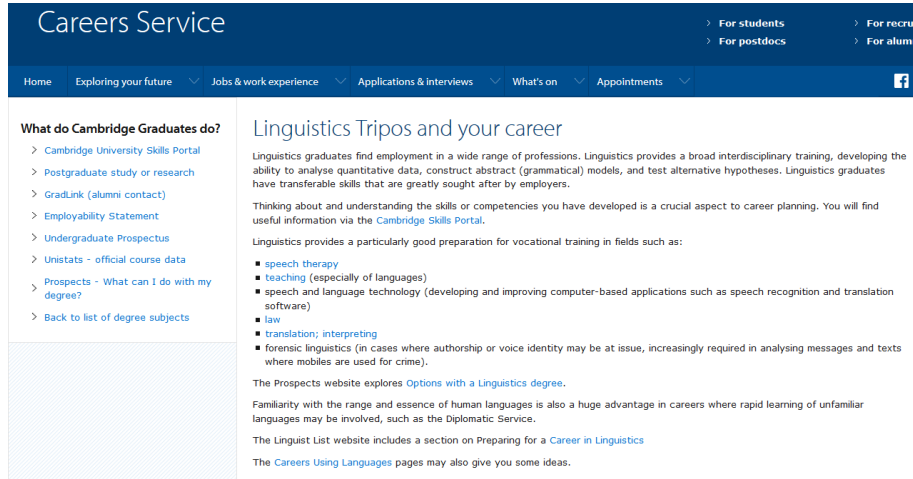 Careers Service
For students
For postdocs
For recru
For alum
Home Exploring your future Jobs & work experience Applications & interviews What's on Appointments
What do Cambridge Graduates do?
Cambridge University Skills Portal
Postgraduate study or research
GradLink (alumni contact)
Employability Statement
Undergraduate Prospectus
Unistats - official course data
Prospects - What can I do with my
degree?
Back to list of degree subjects
Linguistics Tripos and your career
Linguistics graduates find employment in a wide range of professions. Linguistics provides a broad interdisciplinary training, developing the
ability to analyse quantitative data, construct abstract (grammatical) models, and test alternative hypotheses. Linguistics graduates
have transferable skills that are greatly sought after by employers.
Thinking about and understanding the skills or competencies you have developed is a crucial aspect to career planning. You will find
useful information via the Cambridge Skills Portal.
Linguistics provides a particularly good preparation for vocational training in fields such as:
speech therapy
teaching (especially of languages)
speech and language technology (developing and improving computer-based applications such as speech recognition and translation
software)
law
translation; interpreting
forensic linguistics (in cases where authorship or voice identity may be at issue, increasingly required in analysing messages and texts
where mobiles are used for crime).
The Prospects website explores Options with a Linguistics degree.
Familiarity with the range and essence of human languages is also a huge advantage in careers where rapid learning of unfamiliar
languages may be involved, such as the Diplomatic Service.
The Linguist List website includes a section on Preparing for a Career in Linguistics
The Careers Using Languages pages may also give you some ideas.